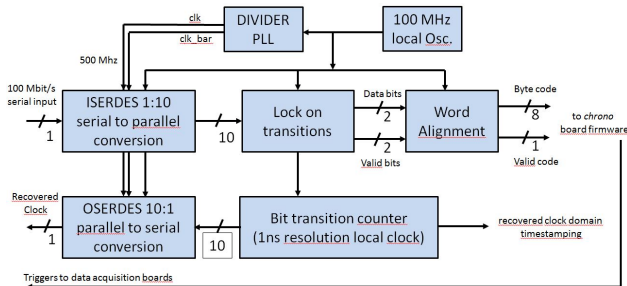 clk
clk_bar
DIVIDER
PLL
100 MHz
local Osc.
500 Mhz
100 Mbit/s
serial input
1
ISERDES 1:10
serial to parallel
conversion
10
Lock on
transitions
Data bits
2
2
Valid bits
Word
Alignment
Byte code
8
1
Valid code
to chrono
board firmware
Recovered
Clock
1
OSERDES 10:1
parallel to serial
conversion
10
Bit transition counter
(1ns resolution local clock)
recovered clock domain
timestamping
Triggers to data acquisition boards